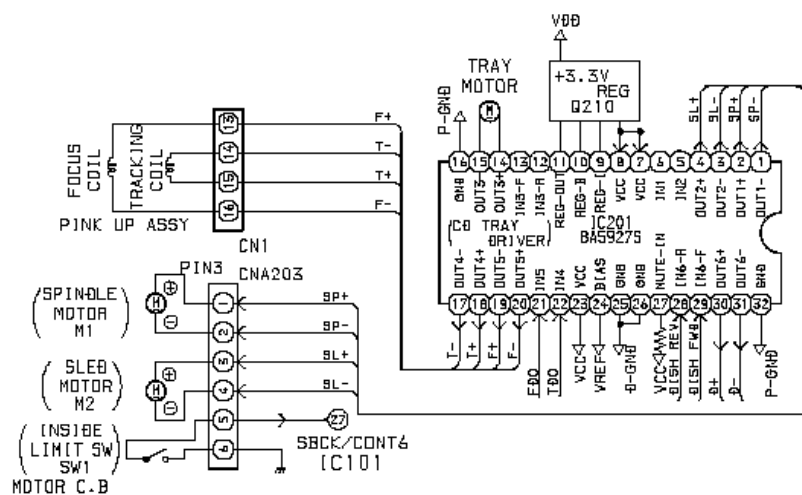 VDD
+3.3V
REG
Q210
TRAY
MOTOR
M
P-GND
SL+
SL-
SP+
SP-
16 15 14 13 12 11 10 9 8 7 6 5 4 3 2 1
GND
OUT3-
OUT3+
IN3-F
IN3-R
REG-OUT
REG-B
VCC
VCC
IN1
IN2
OUT2+
OUT2-
OUT1+
OUT1-
(CD TRAY
DRIVER)
IC201
BA5927S
OUT4-
OUT4+
OUT5-
OUT5+
IN5
IN4
VCC
BIAS
GND
GND
MUTE-IN
IN6-R
IN6-F
OUT6+
OUT6-
GND
17 18 19 20 21 22 23 24 25 26 27 28 29 30 31 32
T-
T+
F+
F-
FDO
TDO
VCC
VREF
D-GND
VCC
DISH REV
DISH FWD
D+
D-
P-GND
FOCUS
COIL
TRACKING
COIL
13 F+
14 T-
15 T+
16 F-
PINK UP ASSY
CN1
PIN3
CNA203
(SPINDLE
MOTOR
M1)
M
+
-
1 SP+
2 SP-
(SLED
MOTOR
M2)
M
+
-
3 SL+
4 SL-
5
27
6
(INSIDE
LIMIT SW
SW1)
SBCK/CONT6
IC101
MOTOR C.B